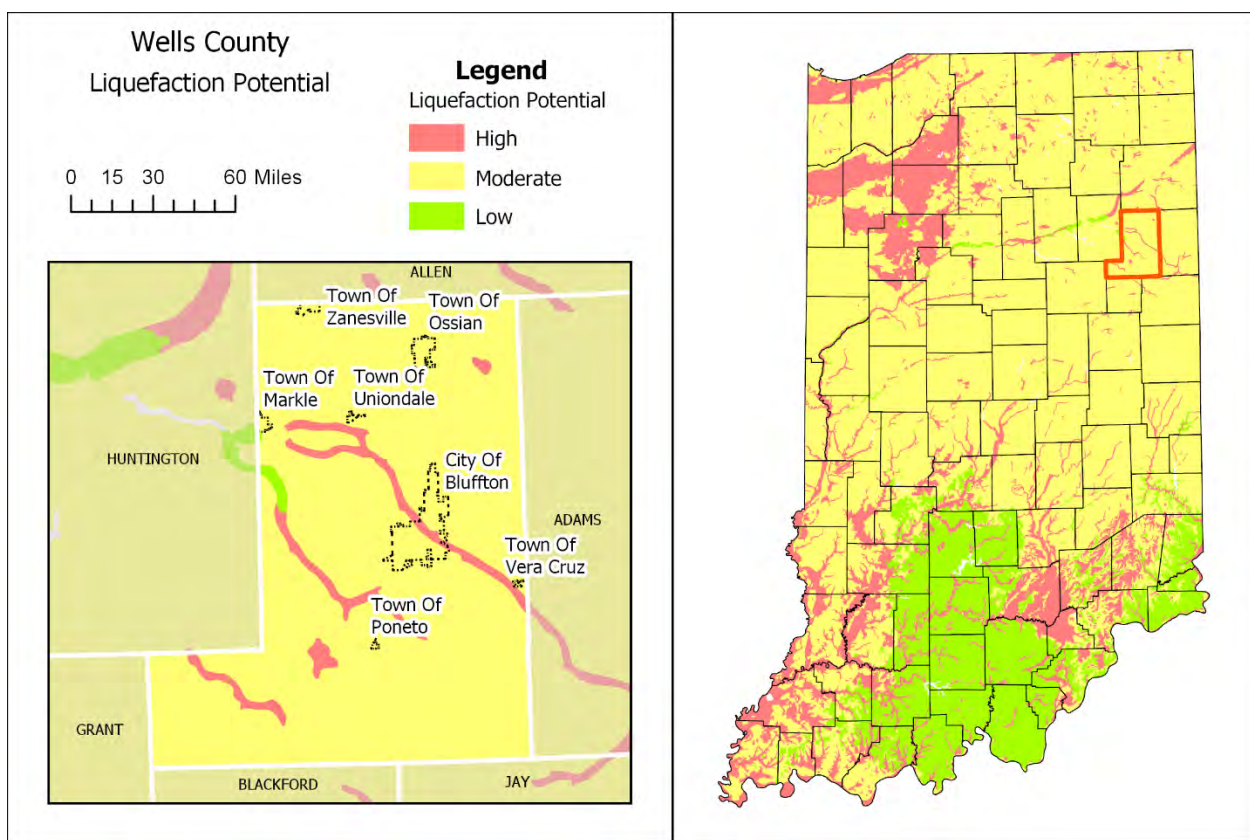 Wells County
Liquefaction Potential
0 15 30 60 Miles
Legend
Liquefaction Potential
High
Moderate
Low
ALLEN
Town Of
Zanesville
Town Of
Ossian
Town Of
Markle
Town Of
Uniondale
HUNTINGTON
City Of
Bluffton
ADAMS
Town Of
Vera Cruz
Town Of
Poneto
GRANT
BLACKFORD
JAY